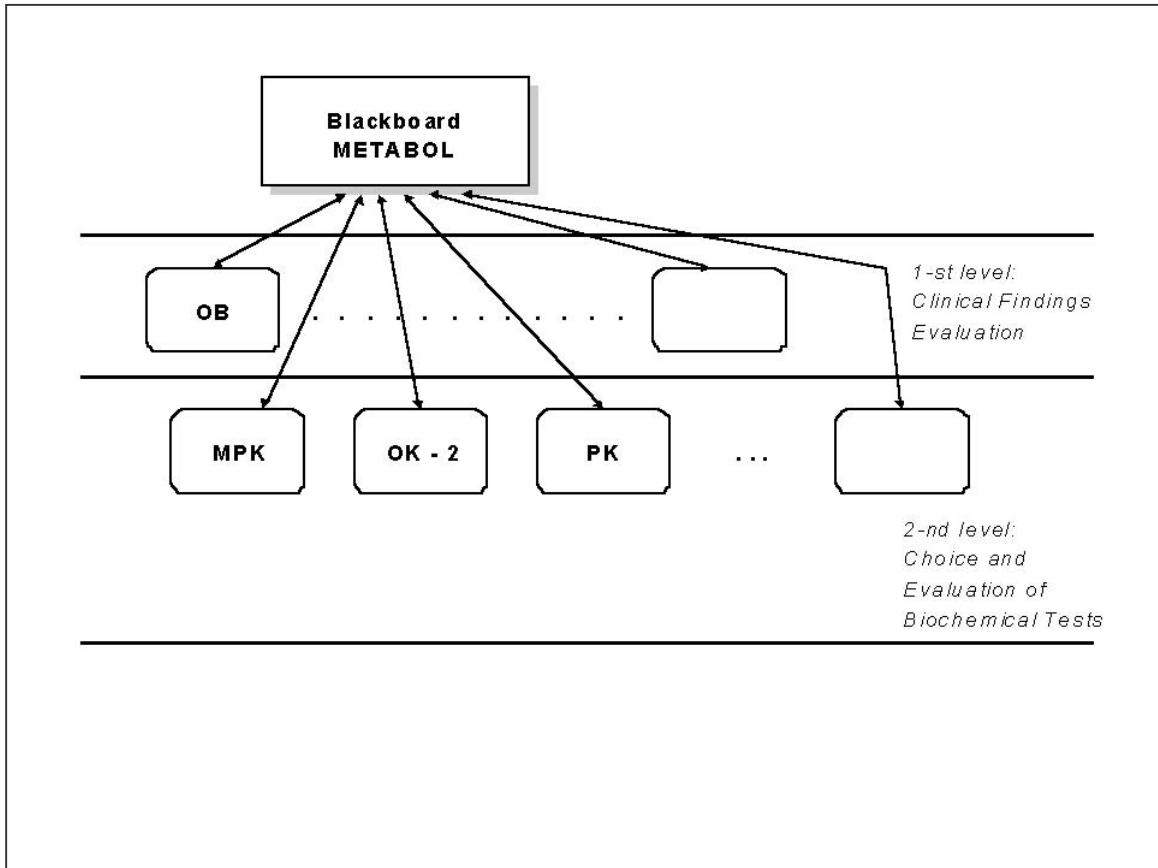 Blackboard
METABOL
1-st level:
Clinical Findings
Evaluation
OB
. . . . . . . . . . . .
MPK
OK - 2
PK
...
2-nd level:
Choice and
Evaluation of
Biochemical Tests